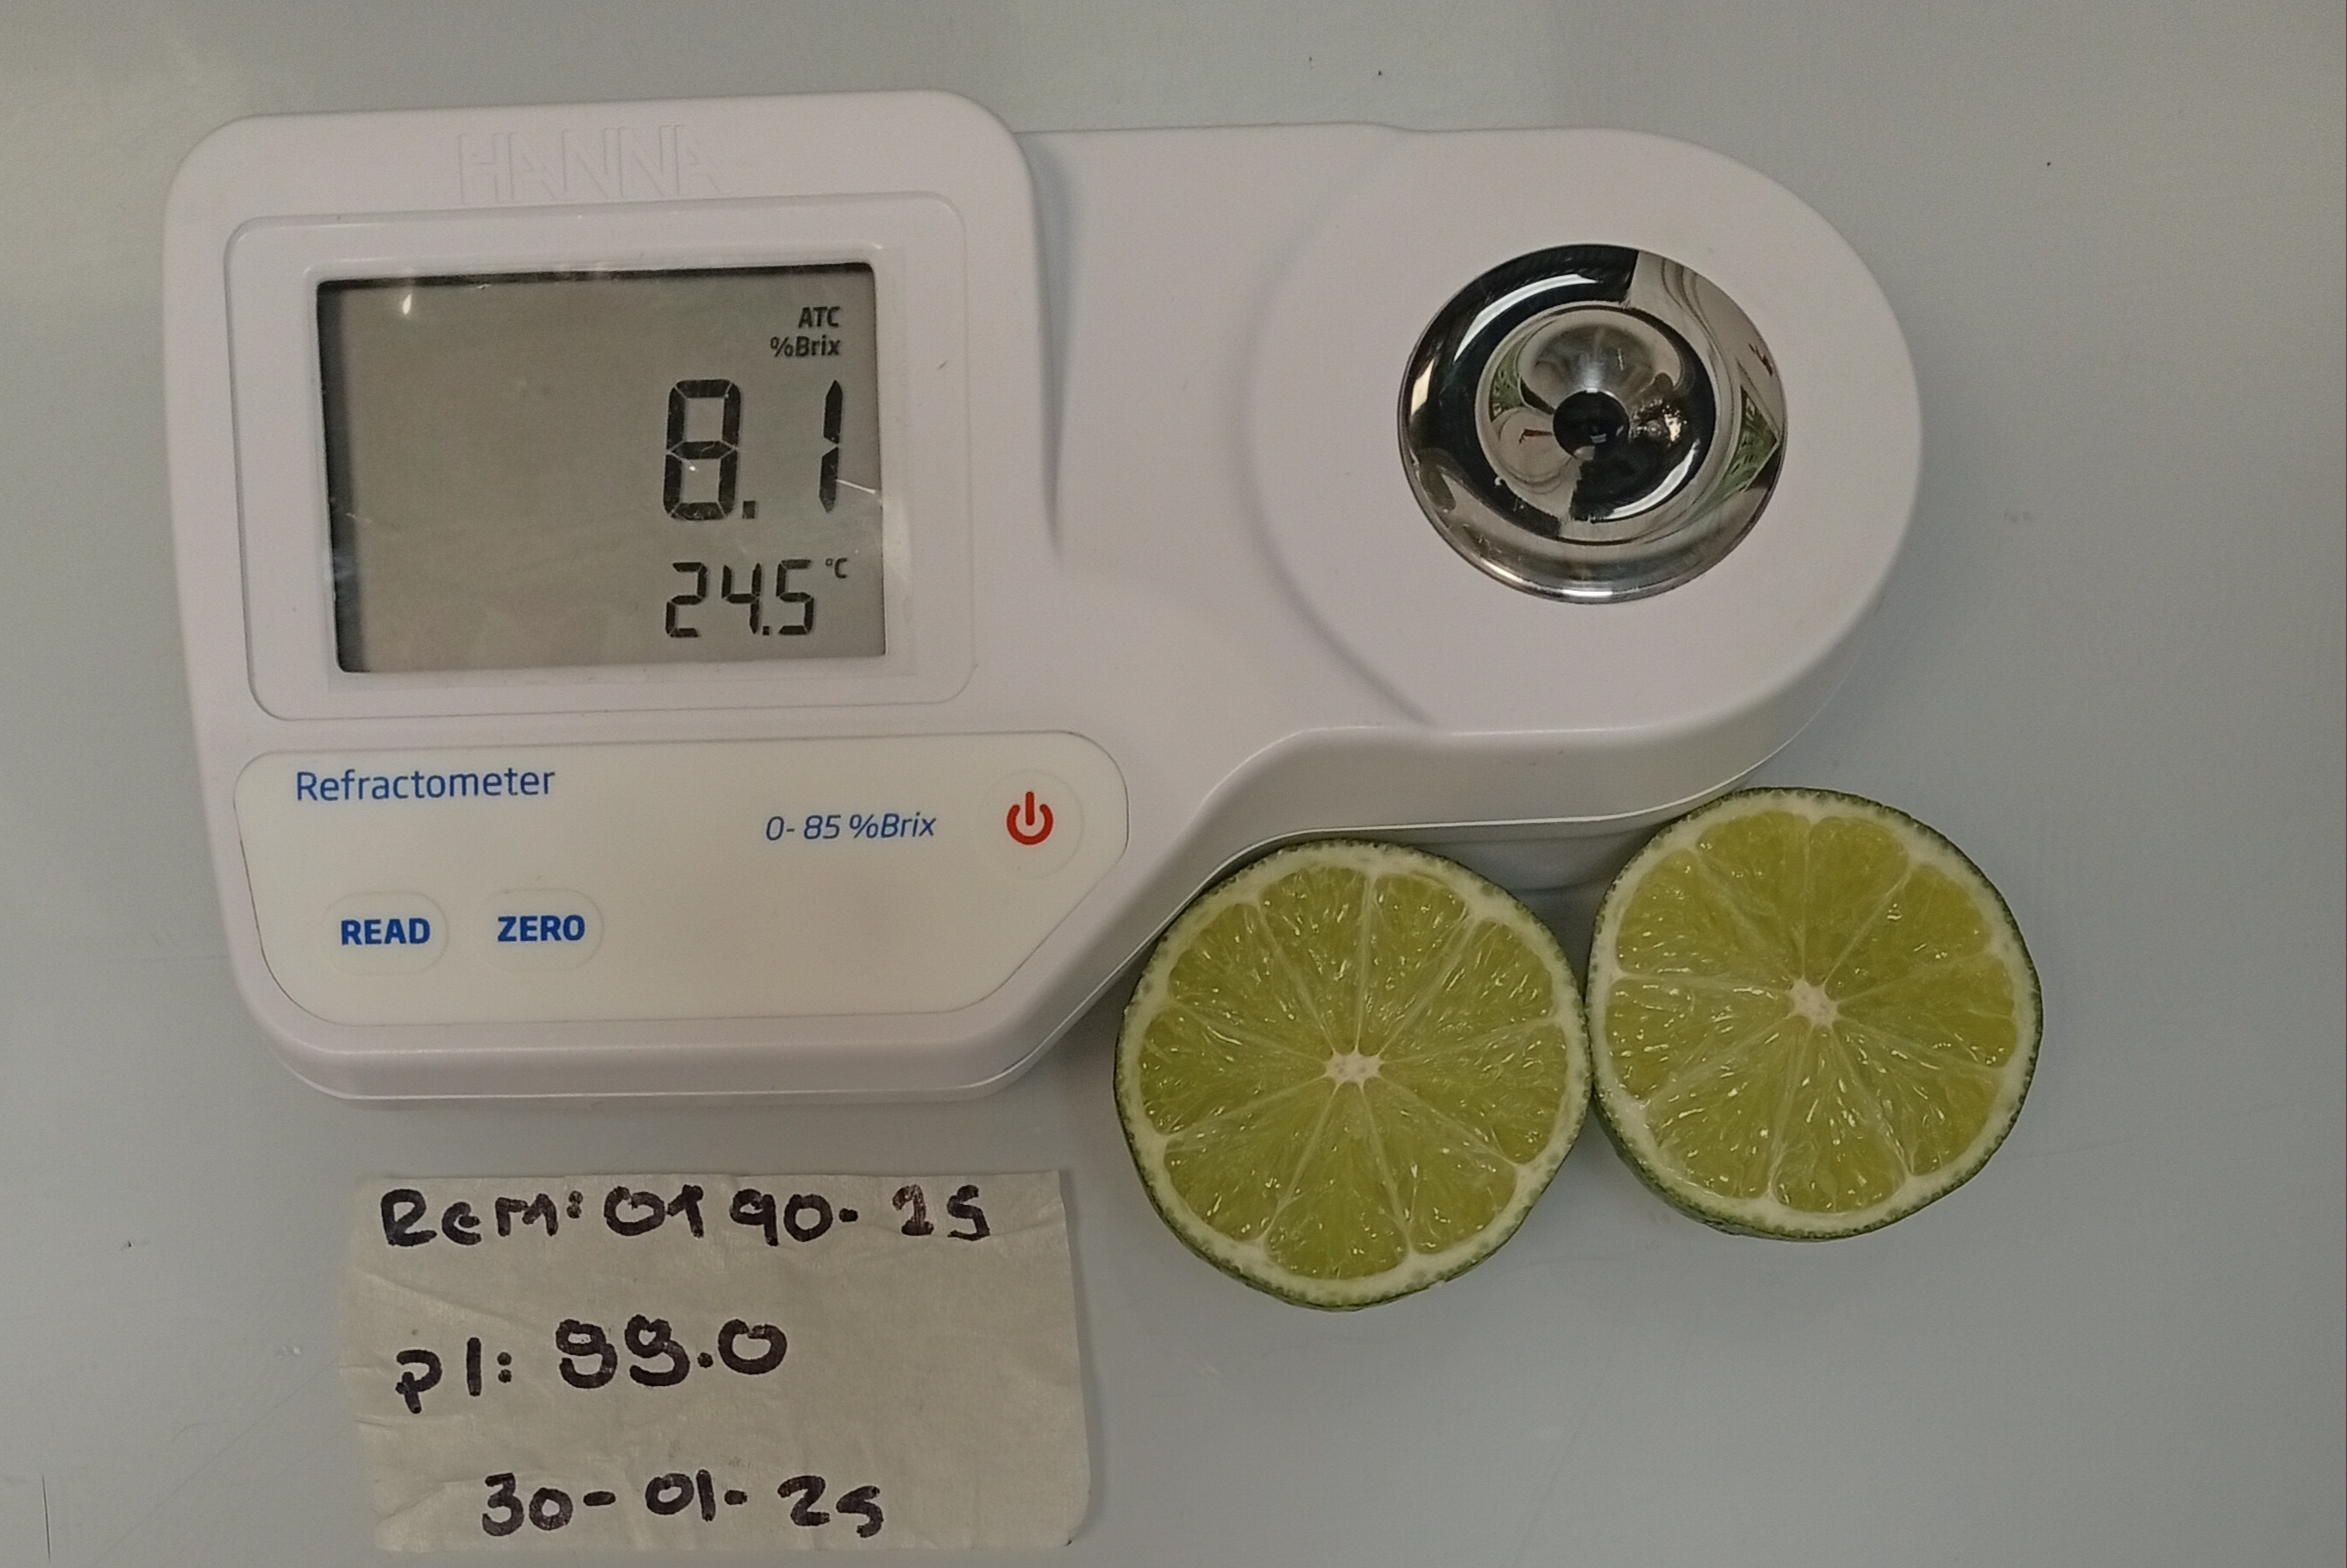 HANNA
ATC
%Brix
8.1
24.5 °C
Refractometer
0- 85 %Brix
READ ZERO
Rem: 0190-25
pl: 99.0
30-01-25